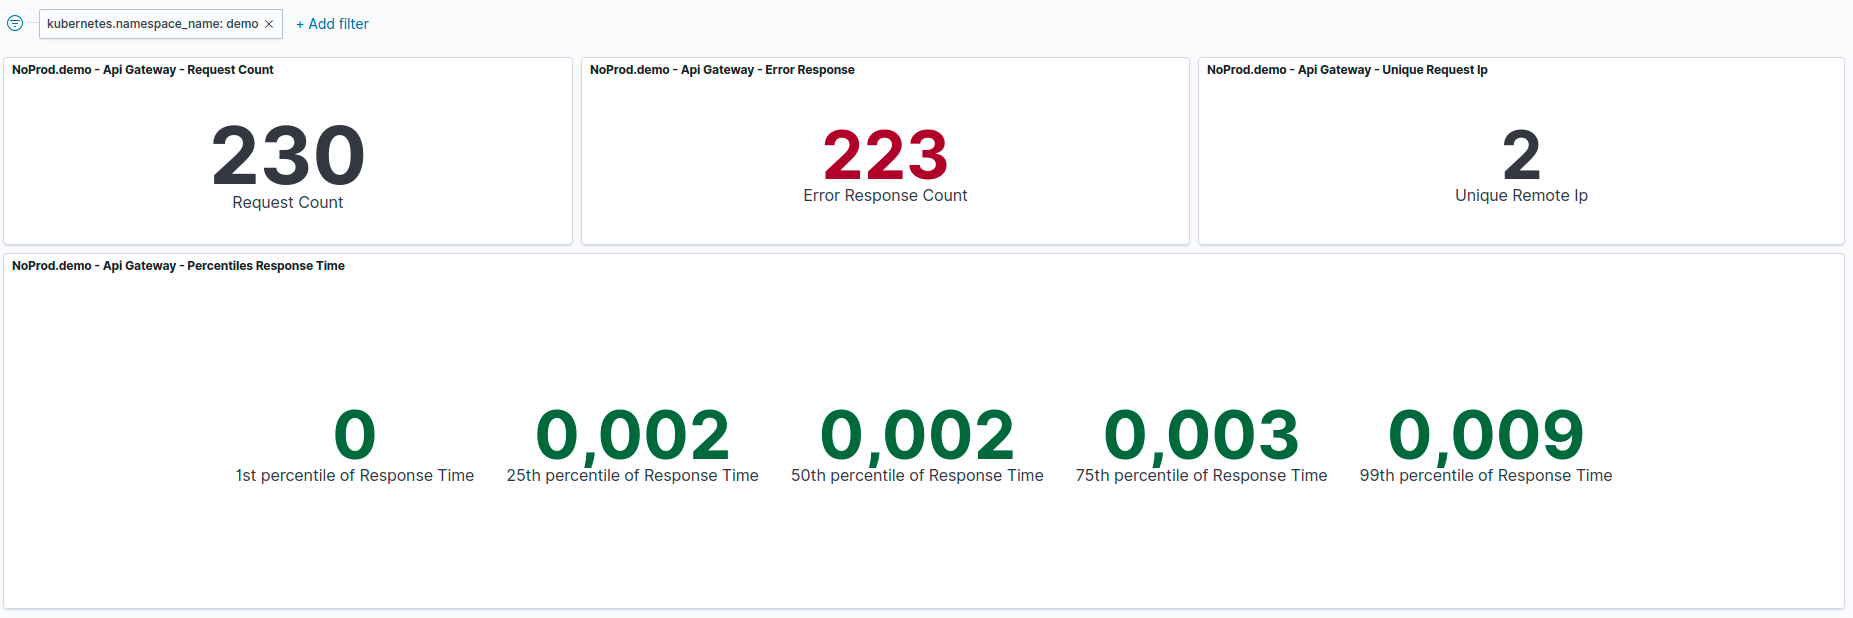 kubernetes.namespace_name: demo ×
+ Add filter
NoProd.demo - Api Gateway - Request Count
230
Request Count
NoProd.demo - Api Gateway - Error Response
223
Error Response Count
NoProd.demo - Api Gateway - Unique Request Ip
2
Unique Remote Ip
NoProd.demo - Api Gateway - Percentiles Response Time
0
1st percentile of Response Time
0,002
25th percentile of Response Time
0,002
50th percentile of Response Time
0,003
75th percentile of Response Time
0,009
99th percentile of Response Time